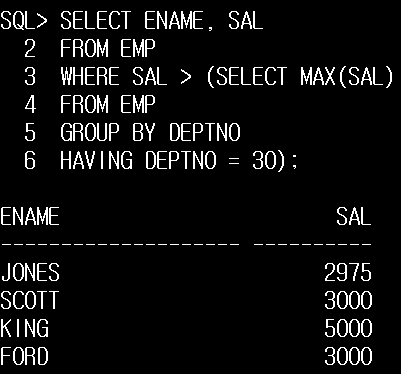 SQL> SELECT ENAME, SAL
2 FROM EMP
3 WHERE SAL > (SELECT MAX(SAL)
4 FROM EMP
5 GROUP BY DEPTNO
6 HAVING DEPTNO = 30);
ENAME SAL
-------------------- ----------
JONES 2975
SCOTT 3000
KING 5000
FORD 3000